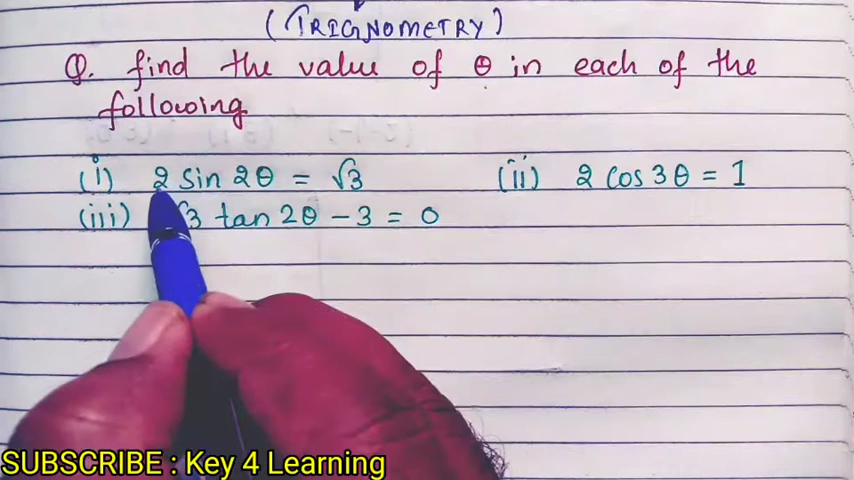 (TRIGNOMETRY)
Q. find the value of θ in each of the
following
(i) 2 sin 2θ = √3 (ii) 2 cos 3θ = 1
(iii) √3 tan 2θ - 3 = 0
SUBSCRIBE : Key 4 Learning